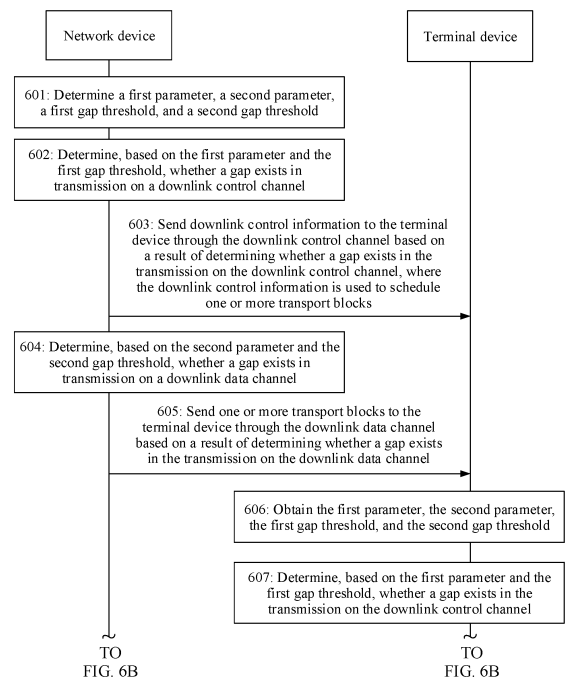 Network device
Terminal device
601: Determine a first parameter, a second parameter,
a first gap threshold, and a second gap threshold
602: Determine, based on the first parameter and the
first gap threshold, whether a gap exists in
transmission on a downlink control channel
603: Send downlink control information to the terminal
device through the downlink control channel based on
a result of determining whether a gap exists in the
transmission on the downlink control channel, where
the downlink control information is used to schedule
one or more transport blocks
604: Determine, based on the second parameter and the
second gap threshold, whether a gap exists in
transmission on a downlink data channel
605: Send one or more transport blocks to the
terminal device through the downlink data channel
based on a result of determining whether a gap exists
in the transmission on the downlink data channel
606: Obtain the first parameter, the second parameter,
the first gap threshold, and the second gap threshold
607: Determine, based on the first parameter and the
first gap threshold, whether a gap exists in the
transmission on the downlink control channel
TO
FIG. 6B
TO
FIG. 6B